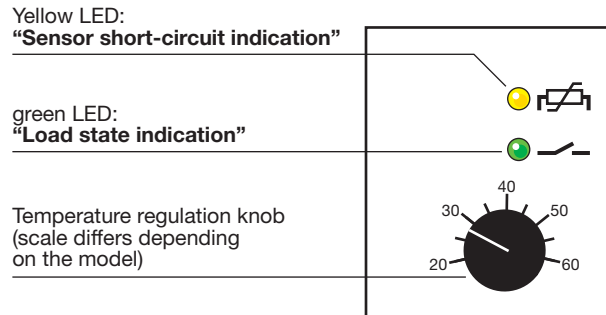 Yellow LED:
“Sensor short-circuit indication”
green LED:
“Load state indication”
Temperature regulation knob
(scale differs depending
on the model)
40
30
50
20
60